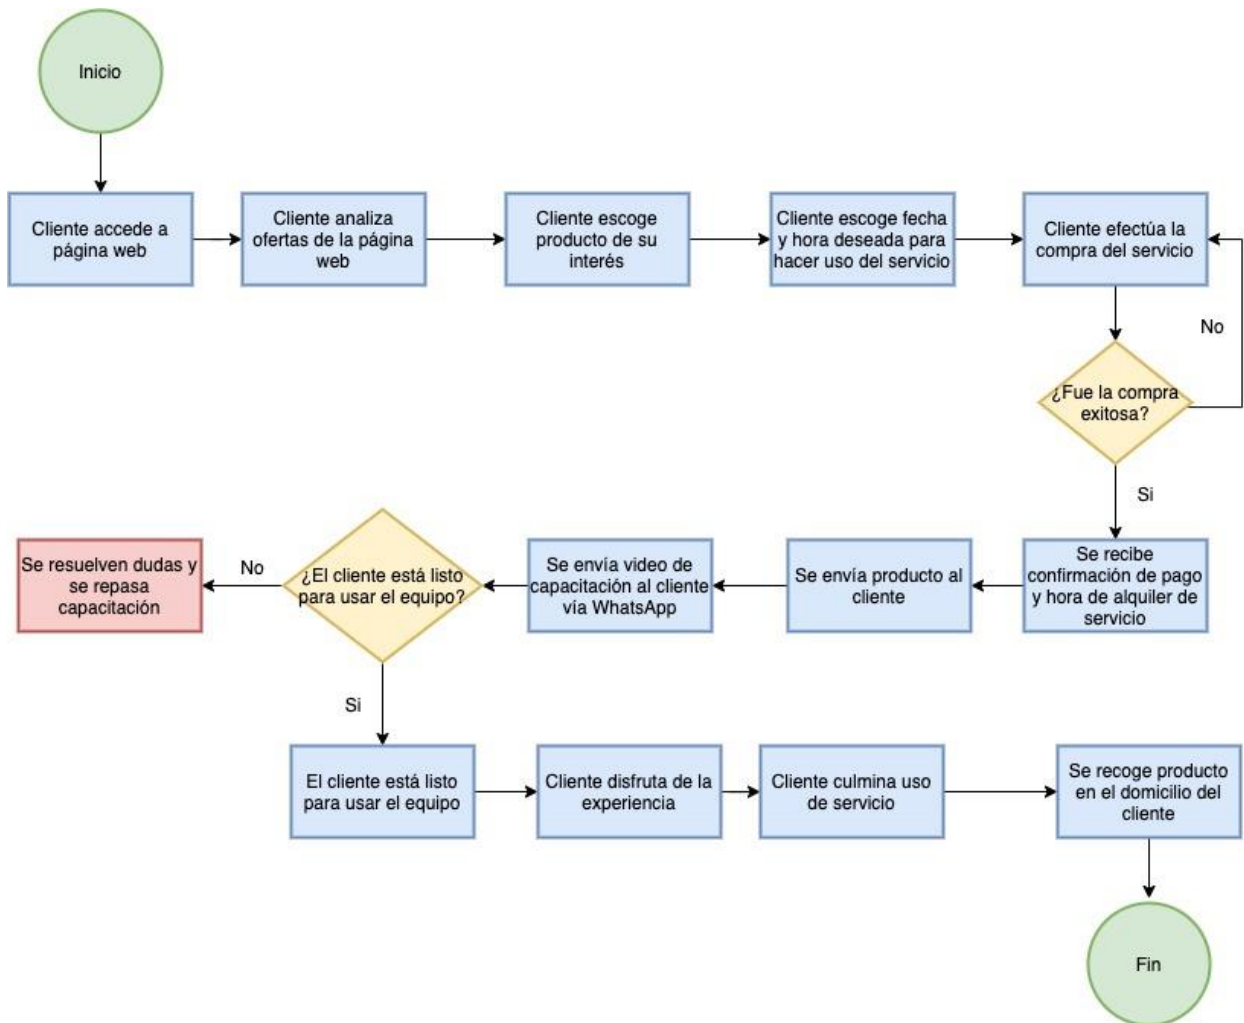 Inicio
Cliente accede a
página web
Cliente analiza
ofertas de la página
web
Cliente escoge
producto de su
interés
Cliente escoge fecha
y hora deseada para
hacer uso del servicio
Cliente efectúa la
compra del servicio
No
¿Fue la compra
exitosa?
Si
Se resuelven dudas y
se repasa
capacitación
No
¿El cliente está listo
para usar el equipo?
Se envía video de
capacitación al cliente
vía WhatsApp
Se envía producto al
cliente
Se recibe
confirmación de pago
y hora de alquiler de
servicio
Si
El cliente está listo
para usar el equipo
Cliente disfruta de la
experiencia
Cliente culmina uso
de servicio
Se recoge producto
en el domicilio del
cliente
Fin